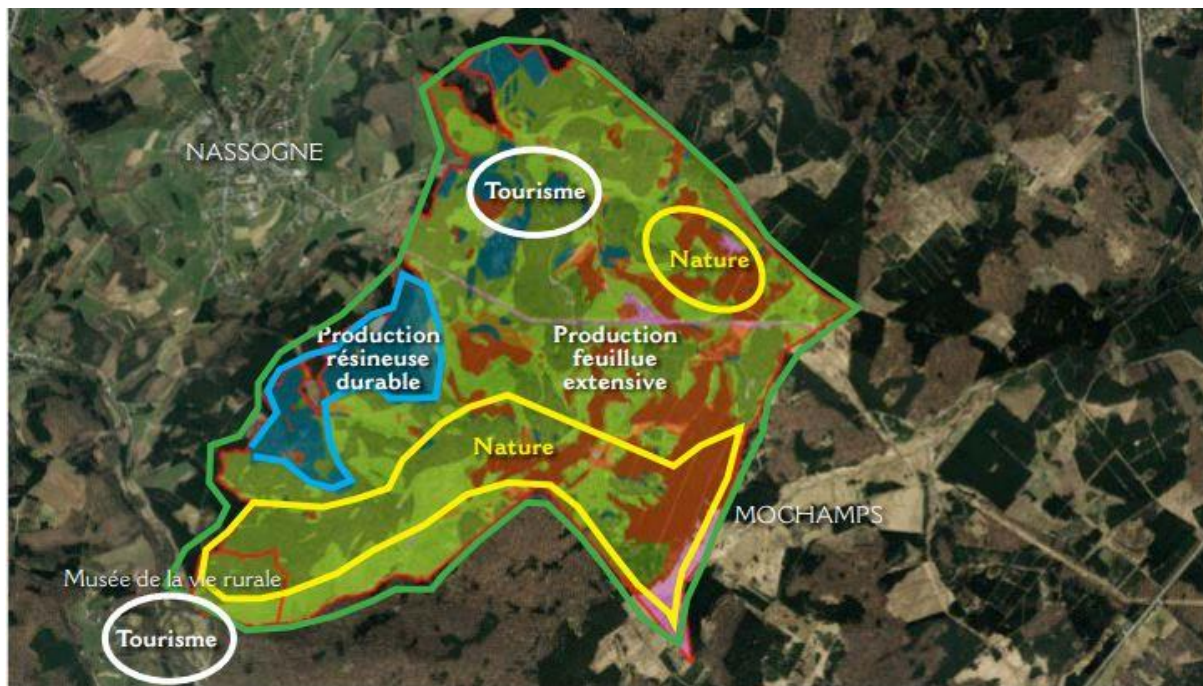 NASSOGNE
Tourisme
Nature
Production
résineuse
durable
Production
feuillue
extensive
Nature
MOCHAMPS
Musée de la vie rurale
Tourisme